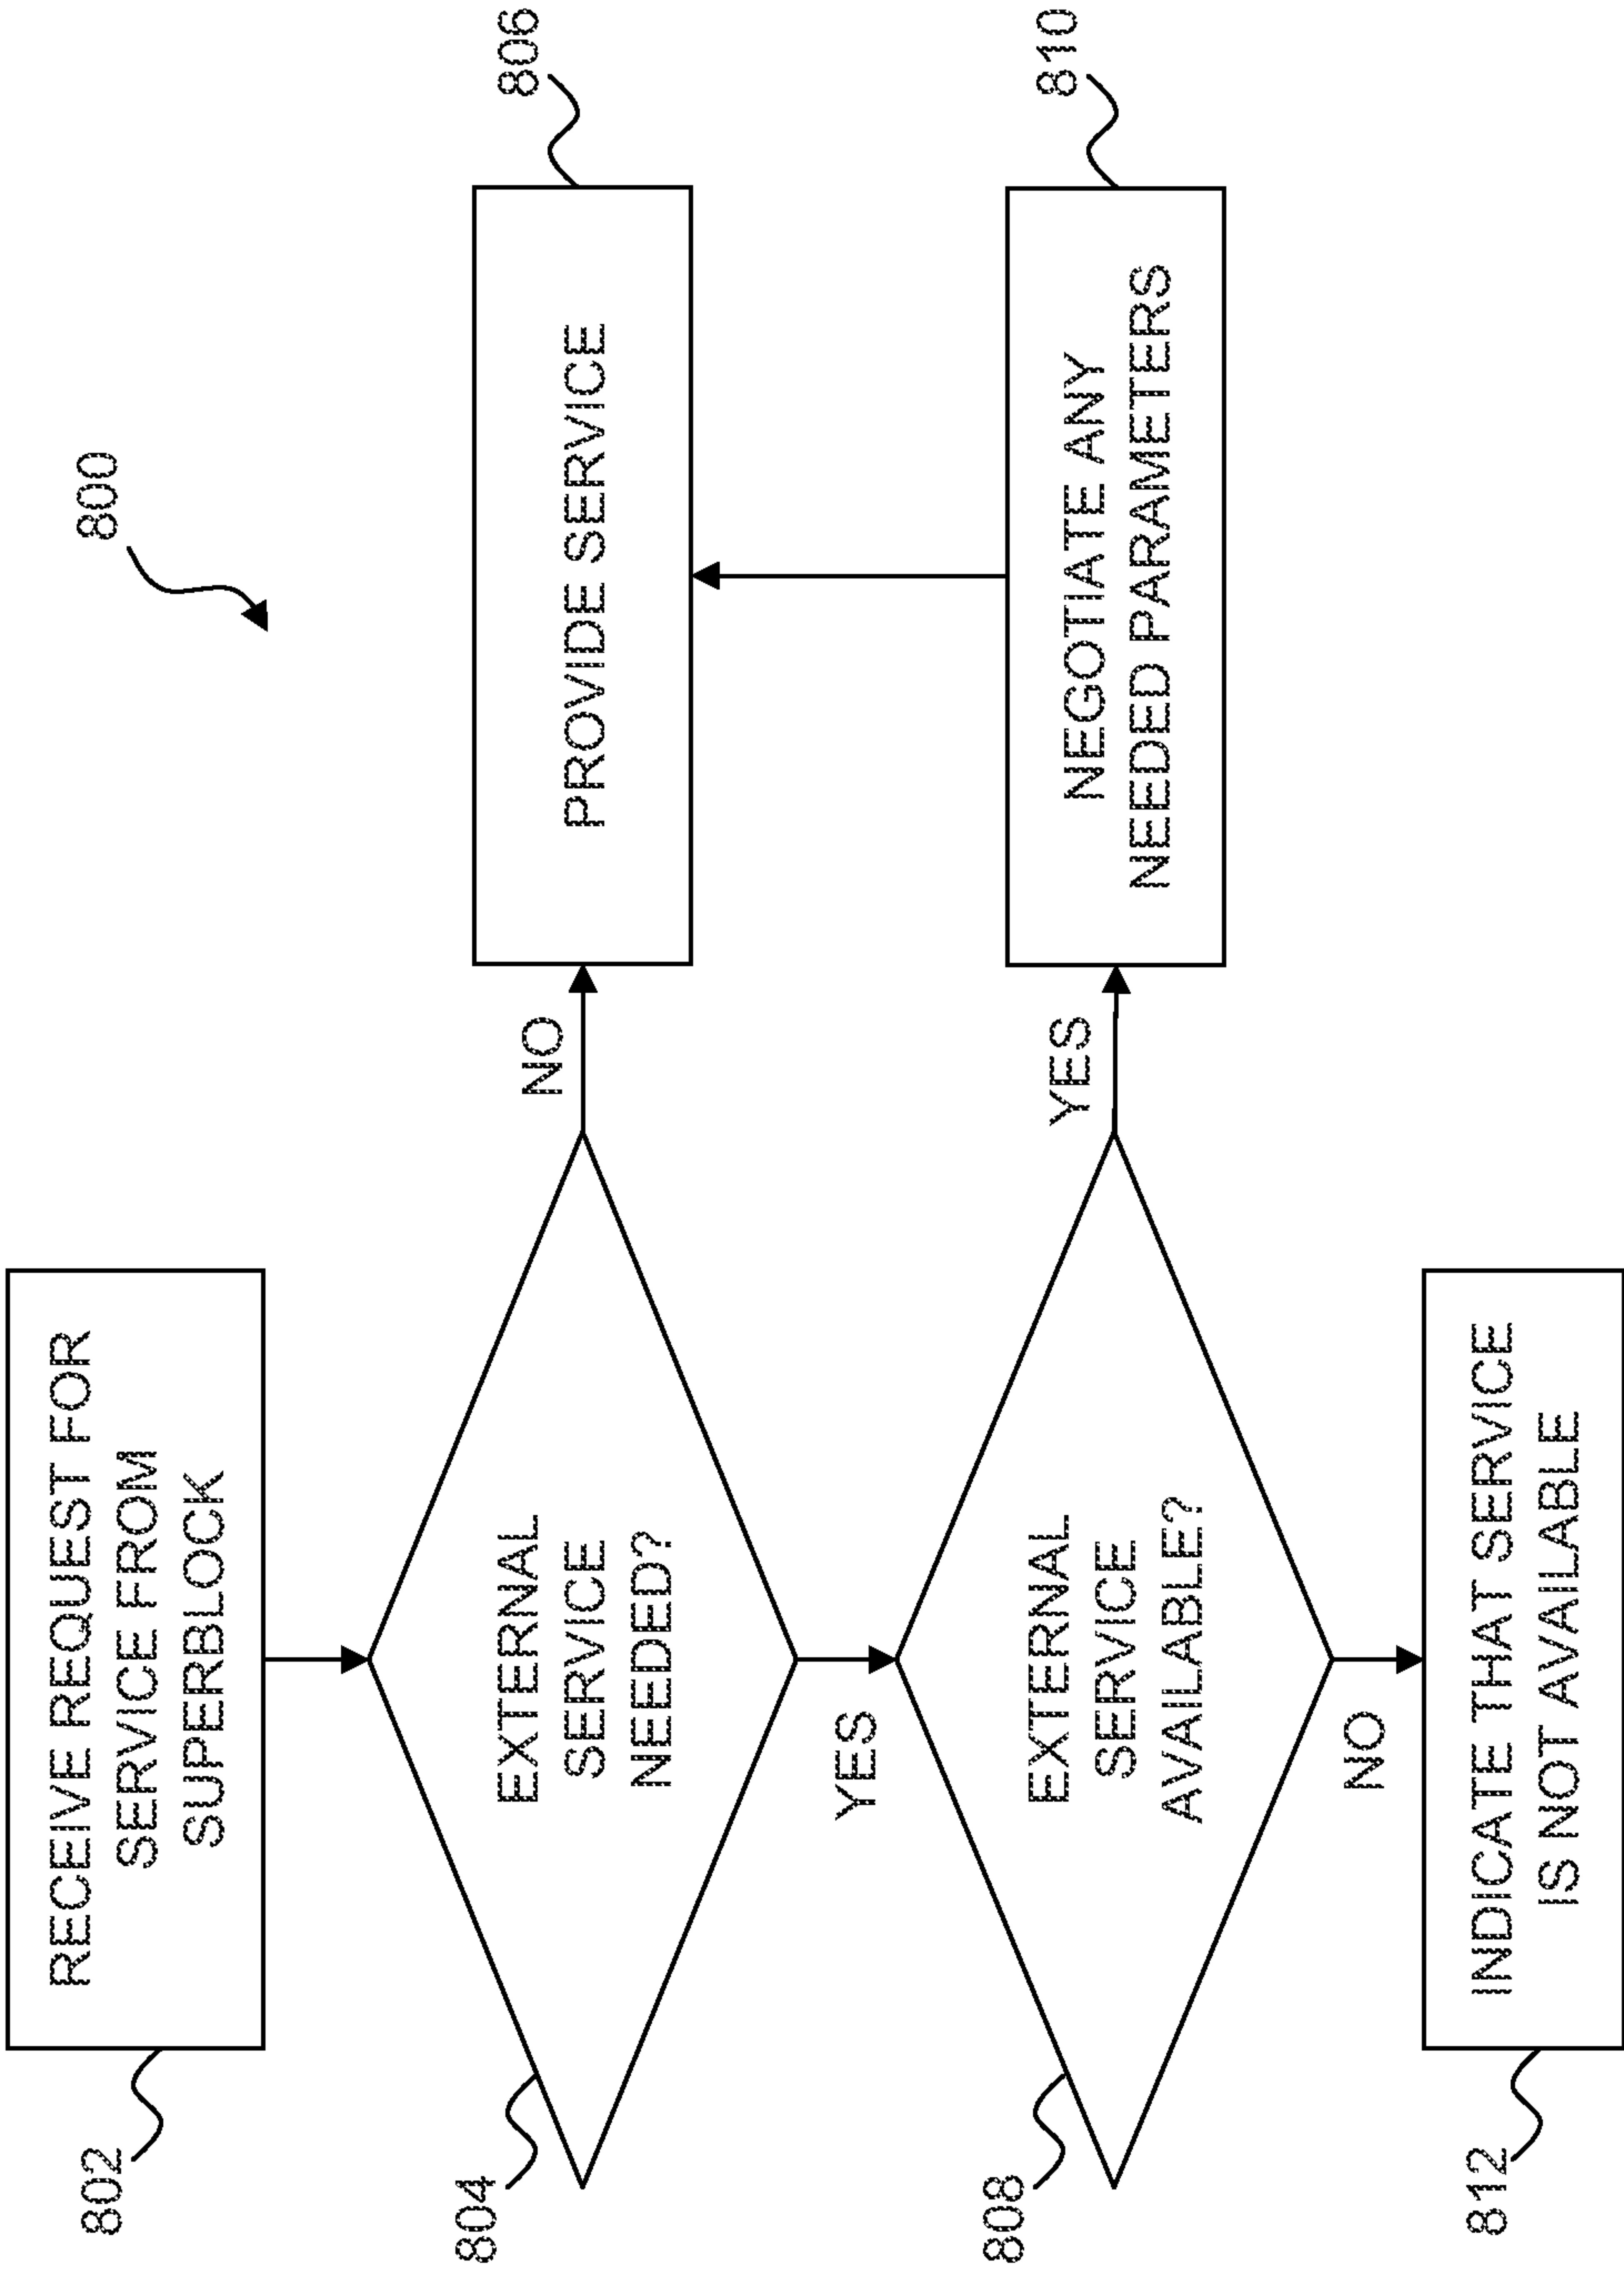 800
802
RECEIVE REQUEST FOR
SERVICE FROM
SUPERBLOCK
804
EXTERNAL
SERVICE
NEEDED?
NO
806
PROVIDE SERVICE
YES
808
EXTERNAL
SERVICE
AVAILABLE?
YES
810
NEGOTIATE ANY
NEEDED PARAMETERS
NO
812
INDICATE THAT SERVICE
IS NOT AVAILABLE